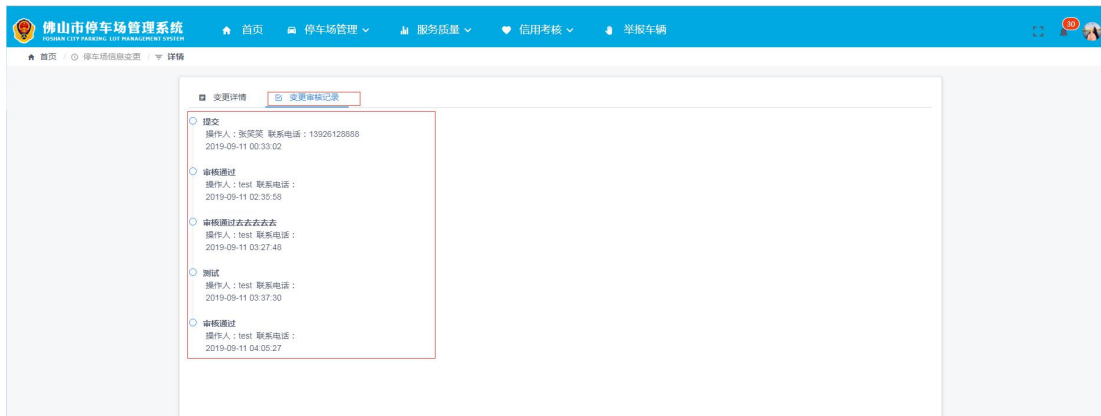 佛山市停车场管理系统
FOSHAN CITY PARKING LOT MANAGEMENT SYSTEM
首页 停车场管理 服务质量 信用考核 举报车辆
30
首页 / 停车场信息变更 / 详情
变更详情 变更审核记录
提交
操作人：张笑笑 联系电话：13926128888
2019-09-11 00:33:02
审核通过
操作人：test 联系电话：
2019-09-11 02:35:58
审核通过去去去去去
操作人：test 联系电话：
2019-09-11 03:27:48
测试
操作人：test 联系电话：
2019-09-11 03:37:30
审核通过
操作人：test 联系电话：
2019-09-11 04:05:27